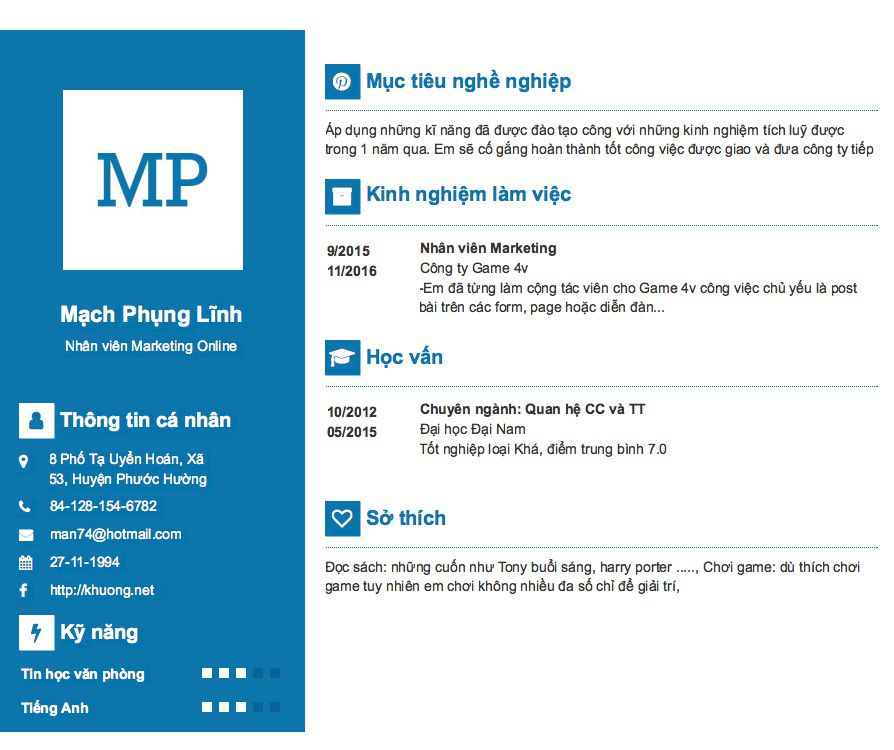 MP
Mạch Phụng Lĩnh
Nhân viên Marketing Online
Thông tin cá nhân
8 Phố Tạ Uyển Hoán, Xã
53, Huyện Phước Hường
84-128-154-6782
man74@hotmail.com
27-11-1994
http://khuong.net
Kỹ năng
Tin học văn phòng
Tiếng Anh
Mục tiêu nghề nghiệp
Áp dụng những kĩ năng đã được đào tạo công với những kinh nghiệm tích luỹ được
trong 1 năm qua. Em sẽ cố gắng hoàn thành tốt công việc được giao và đưa công ty tiếp
Kinh nghiệm làm việc
9/2015
11/2016
Nhân viên Marketing
Công ty Game 4v
-Em đã từng làm cộng tác viên cho Game 4v công việc chủ yếu là post
bài trên các form, page hoặc diễn đàn...
Học vấn
10/2012
05/2015
Chuyên ngành: Quan hệ CC và TT
Đại học Đại Nam
Tốt nghiệp loại Khá, điểm trung bình 7.0
Sở thích
Đọc sách: những cuốn như Tony buổi sáng, harry porter ....., Chơi game: dù thích chơi
game tuy nhiên em chơi không nhiều đa số chỉ để giải trí,